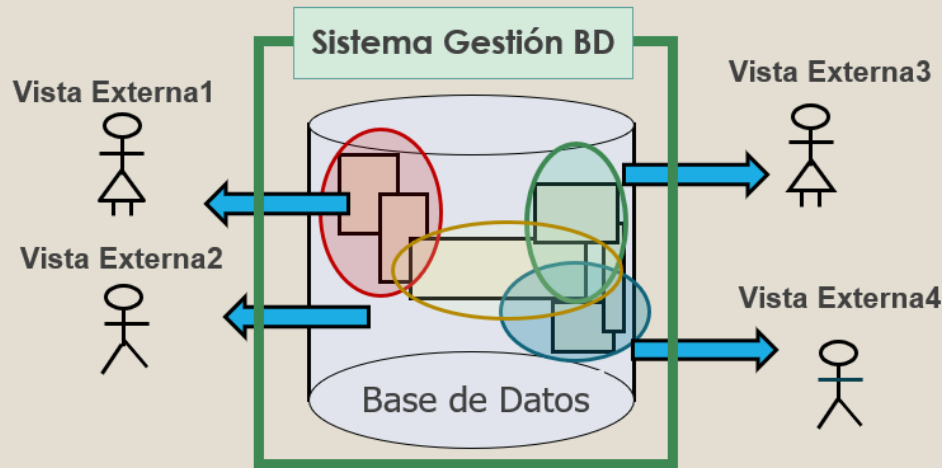 Sistema Gestión BD
Vista Externa1
Vista Externa3
Vista Externa2
Vista Externa4
Base de Datos